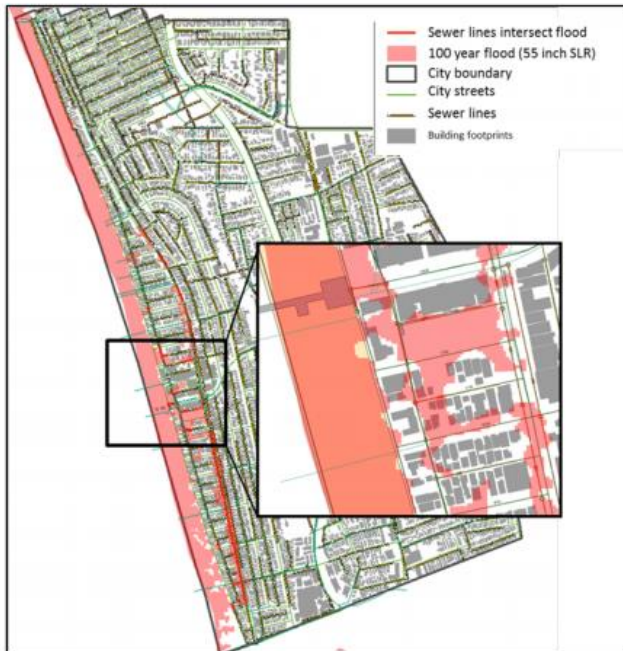 Sewer lines intersect flood
100 year flood (55 inch SLR)
City boundary
City streets
Sewer lines
Building footprints